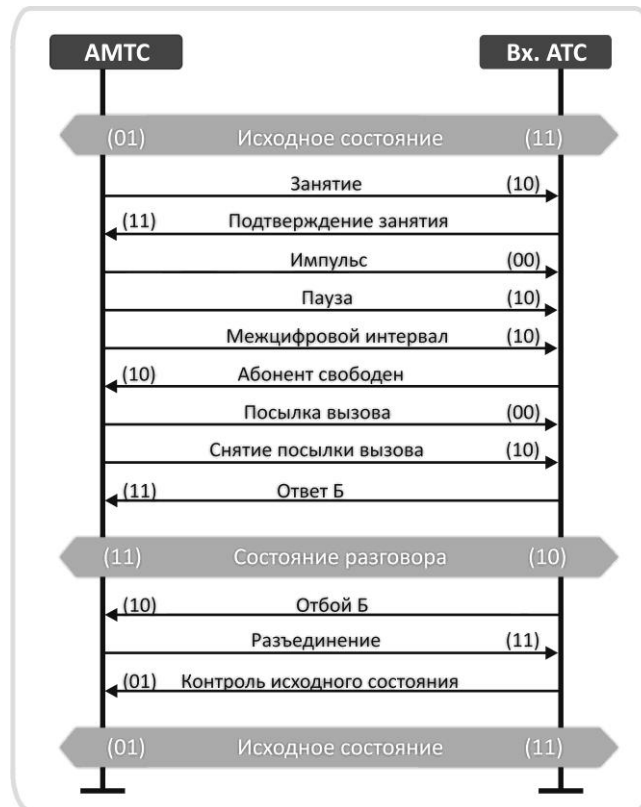 АМТС Вх. АТС
(01) Исходное состояние (11)
Занятие (10)
(11) Подтверждение занятия
Импульс (00)
Пауза (10)
Межцифровой интервал (10)
(10) Абонент свободен
Посылка вызова (00)
Снятие посылки вызова (10)
(11) Ответ Б
(11) Состояние разговора (10)
(10) Отбой Б
Разъединение (11)
(01) Контроль исходного состояния
(01) Исходное состояние (11)